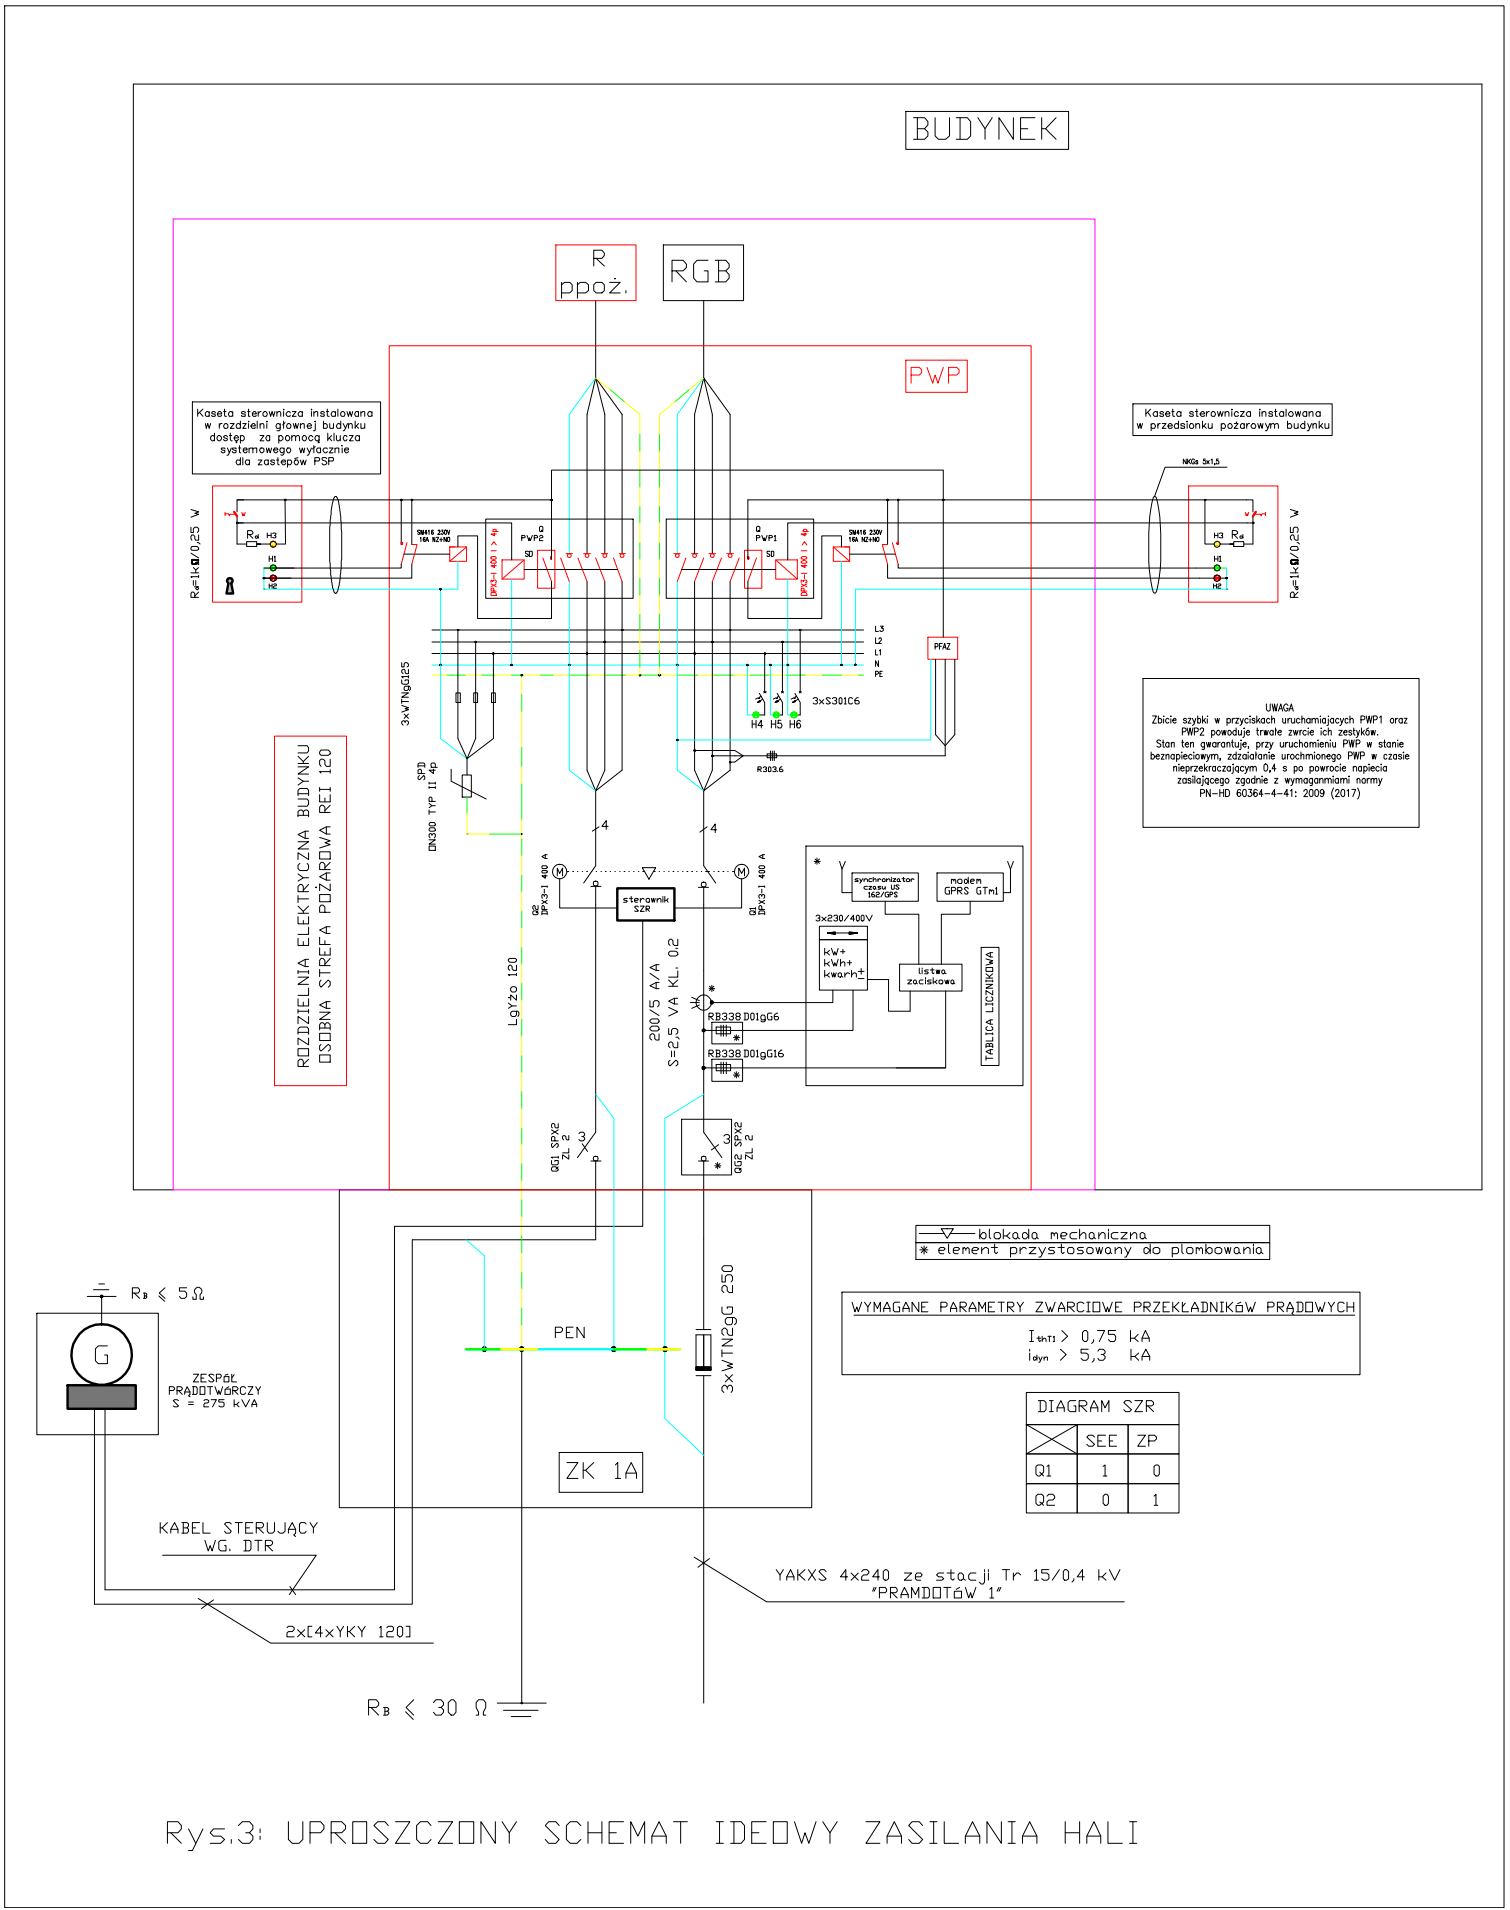 BUDYNEK
R
ppoż.
RGB
PWP
Kaseta sterownicza instalowana
w rozdzielni głownej budynku
dostęp za pomocą klucza
systemowego wyłacznie
dla zastepów PSP
Kaseta sterownicza instalowana
w przedsionku pożarowym budynku
NKGs 5x1,5
Rd=1kΩ/0,25 W
W
Rd
H3
H1
H2
SM416 230V
16A NZ+NO
DPX3-I 400 I > 4p
Q
PWP2
SD
Q
PWP1
SD
DPX3-I 400 I > 4p
SM416 230V
16A NZ+NO
W
H3
Rd
H1
H2
Rd=1kΩ/0,25 W
L3
L2
L1
N
PE
PFAZ
3xWTNgG125
3xS301C6
H4
H5
H6
R303.6
UWAGA
Zbicie szybki w przyciskach uruchamiających PWP1 oraz
PWP2 powoduje trwałe zwrcie ich zestyków.
Stan ten gwarantuje, przy uruchomieniu PWP w stanie
beznapieciowym, zdziałanie urochmionego PWP w czasie
nieprzekraczającym 0,4 s po powrocie napiecia
zasilającego zgodnie z wymaganmiami normy
PN-HD 60364-4-41: 2009 (2017)
ROZDZIELNIA ELEKTRYCZNA BUDYNKU
OSOBNA STREFA POŻAROWA REI 120
SPD
ON300 TYP II 4p
4
4
M
M
Q2
DPX3-I 400 A
sterownik
SZR
Q1
DPX3-I 400 A
*
synchronizator
czasu US
162/GPS
modem
GPRS GTm1
3x230/400V
kW+
kWh+
kwarh±
listwa
zaciskowa
TABLICA LICZNIKOWA
LgYżo 120
200/5 A/A
S=2,5 VA KL. 0.2
*
RB338 D01gG6
*
RB338 D01gG16
*
QG1 SPX2
ZL 2
3
3
*
QG2 SPX2
ZL 2
blokada mechaniczna
* element przystosowany do plombowania
RB ⩽ 5Ω
G
ZESPół
PRĄDOTWóRCZY
S = 275 kVA
PEN
3xWTN2gG 250
WYMAGANE PARAMETRY ZWARCIOWE PRZEKŁADNIKóW PRĄDOWYCH
IthT1 > 0,75 kA
idyn > 5,3 kA
DIAGRAM SZR
SEE ZP
Q1 1 0
Q2 0 1
ZK 1A
KABEL STERUJĄCY
WG. DTR
YAKXS 4x240 ze stacji Tr 15/0,4 kV
"PRAMDOTóW 1"
2x[4xYKY 120]
RB ⩽ 30 Ω
Rys.3: UPROSZCZONY SCHEMAT IDEOWY ZASILANIA HALI